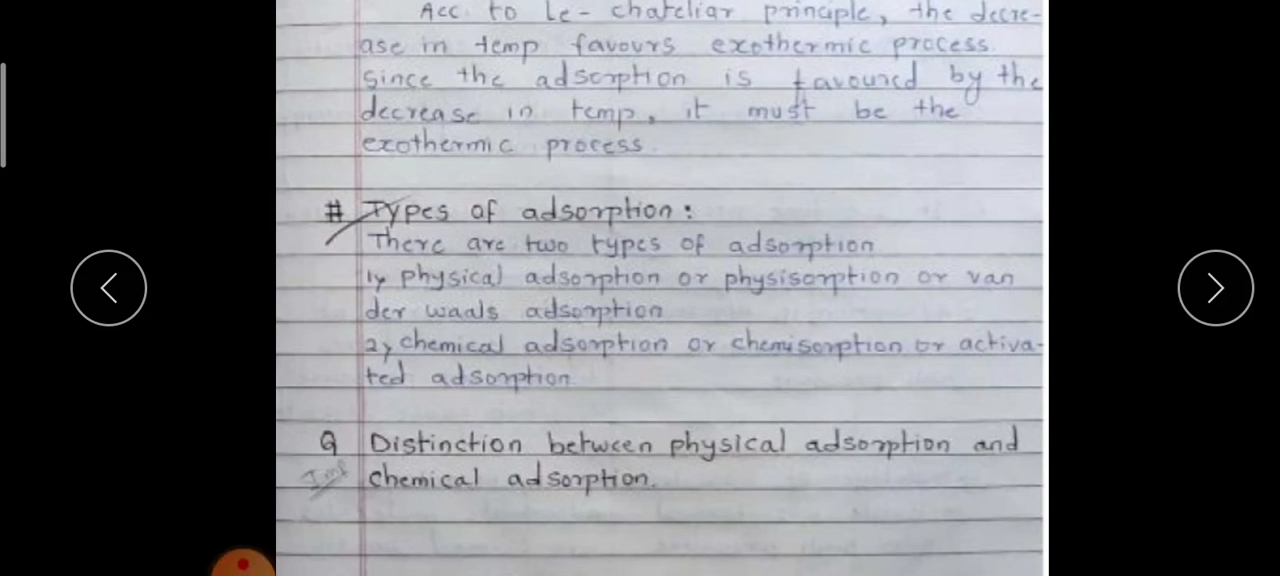 Acc. to Le- chateliar principle, the decre-
ase in temp favours exothermic process.
Since the adsorption is favoured by the
decrease in temp, it must be the
exothermic process.
# Types of adsorption:
There are two types of adsorption
1) physical adsorption or physisorption or van
der waals adsorption
2) chemical adsorption or chemisorption or activa-
ted adsorption
Q Distinction between physical adsorption and
Imp chemical adsorption.